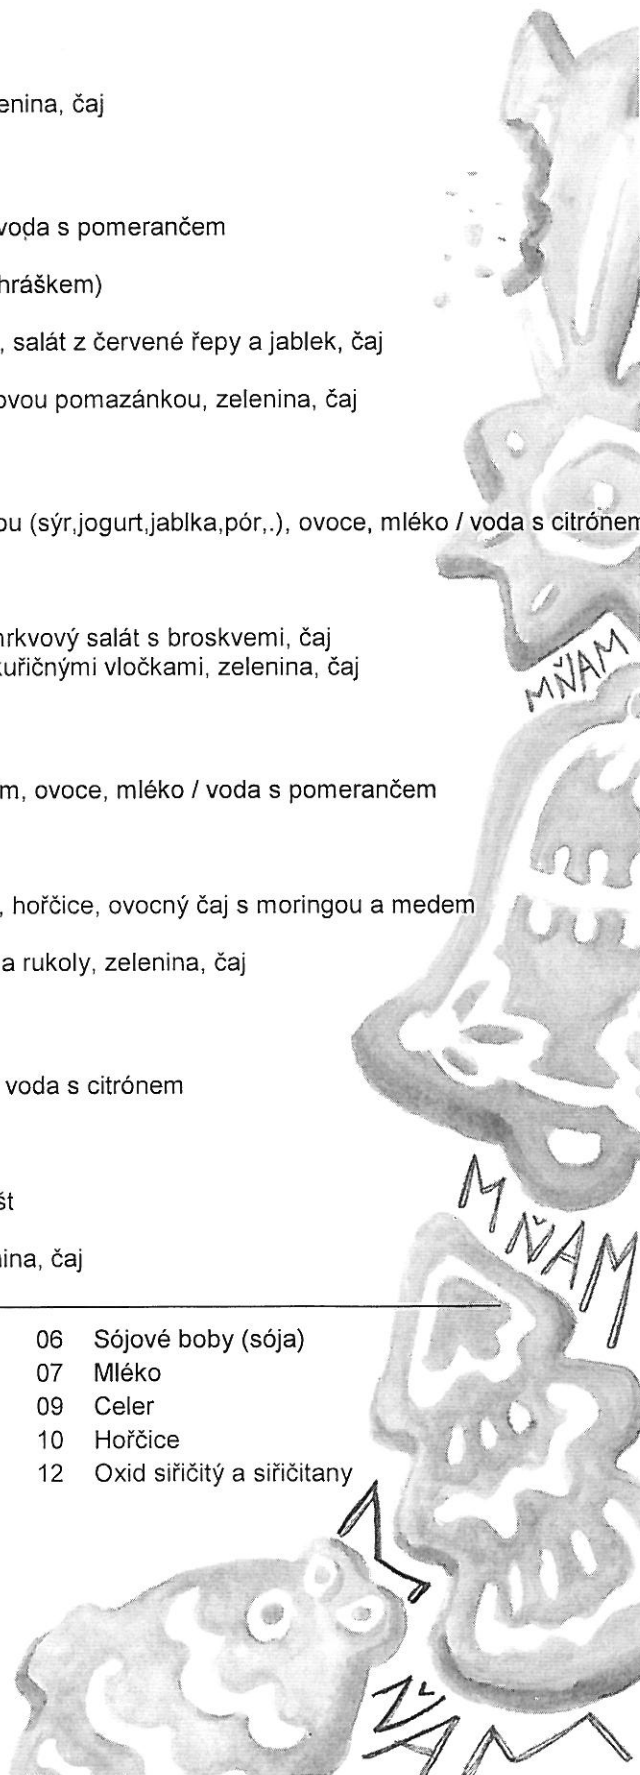 enina, čaj
voda s pomerančem
hráškem)
, salát z červené řepy a jablek, čaj
ovou pomazánkou, zelenina, čaj
ou (sýr,jogurt,jablka,pór,..), ovoce, mléko / voda s citrónem
mrkvový salát s broskvemi, čaj
kuřičnými vločkami, zelenina, čaj
MŇAM
m, ovoce, mléko / voda s pomerančem
, hořčice, ovocný čaj s moringou a medem
a rukoly, zelenina, čaj
voda s citrónem
št
MŇAM
nina, čaj
06 Sójové boby (sója)
07 Mléko
09 Celer
10 Hořčice
12 Oxid siřičitý a siřičitany
MŇAM